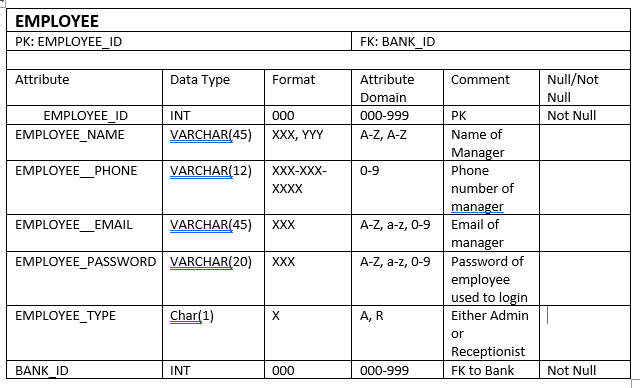 EMPLOYEE
PK: EMPLOYEE_ID FK: BANK_ID
Attribute Data Type Format Attribute Domain Comment Null/Not Null
EMPLOYEE_ID INT 000 000-999 PK Not Null
EMPLOYEE_NAME VARCHAR(45) XXX, YYY A-Z, A-Z Name of Manager
EMPLOYEE__PHONE VARCHAR(12) XXX-XXX-XXXX 0-9 Phone number of manager
EMPLOYEE__EMAIL VARCHAR(45) XXX A-Z, a-z, 0-9 Email of manager
EMPLOYEE_PASSWORD VARCHAR(20) XXX A-Z, a-z, 0-9 Password of employee used to login
EMPLOYEE_TYPE Char(1) X A, R Either Admin or Receptionist
BANK_ID INT 000 000-999 FK to Bank Not Null